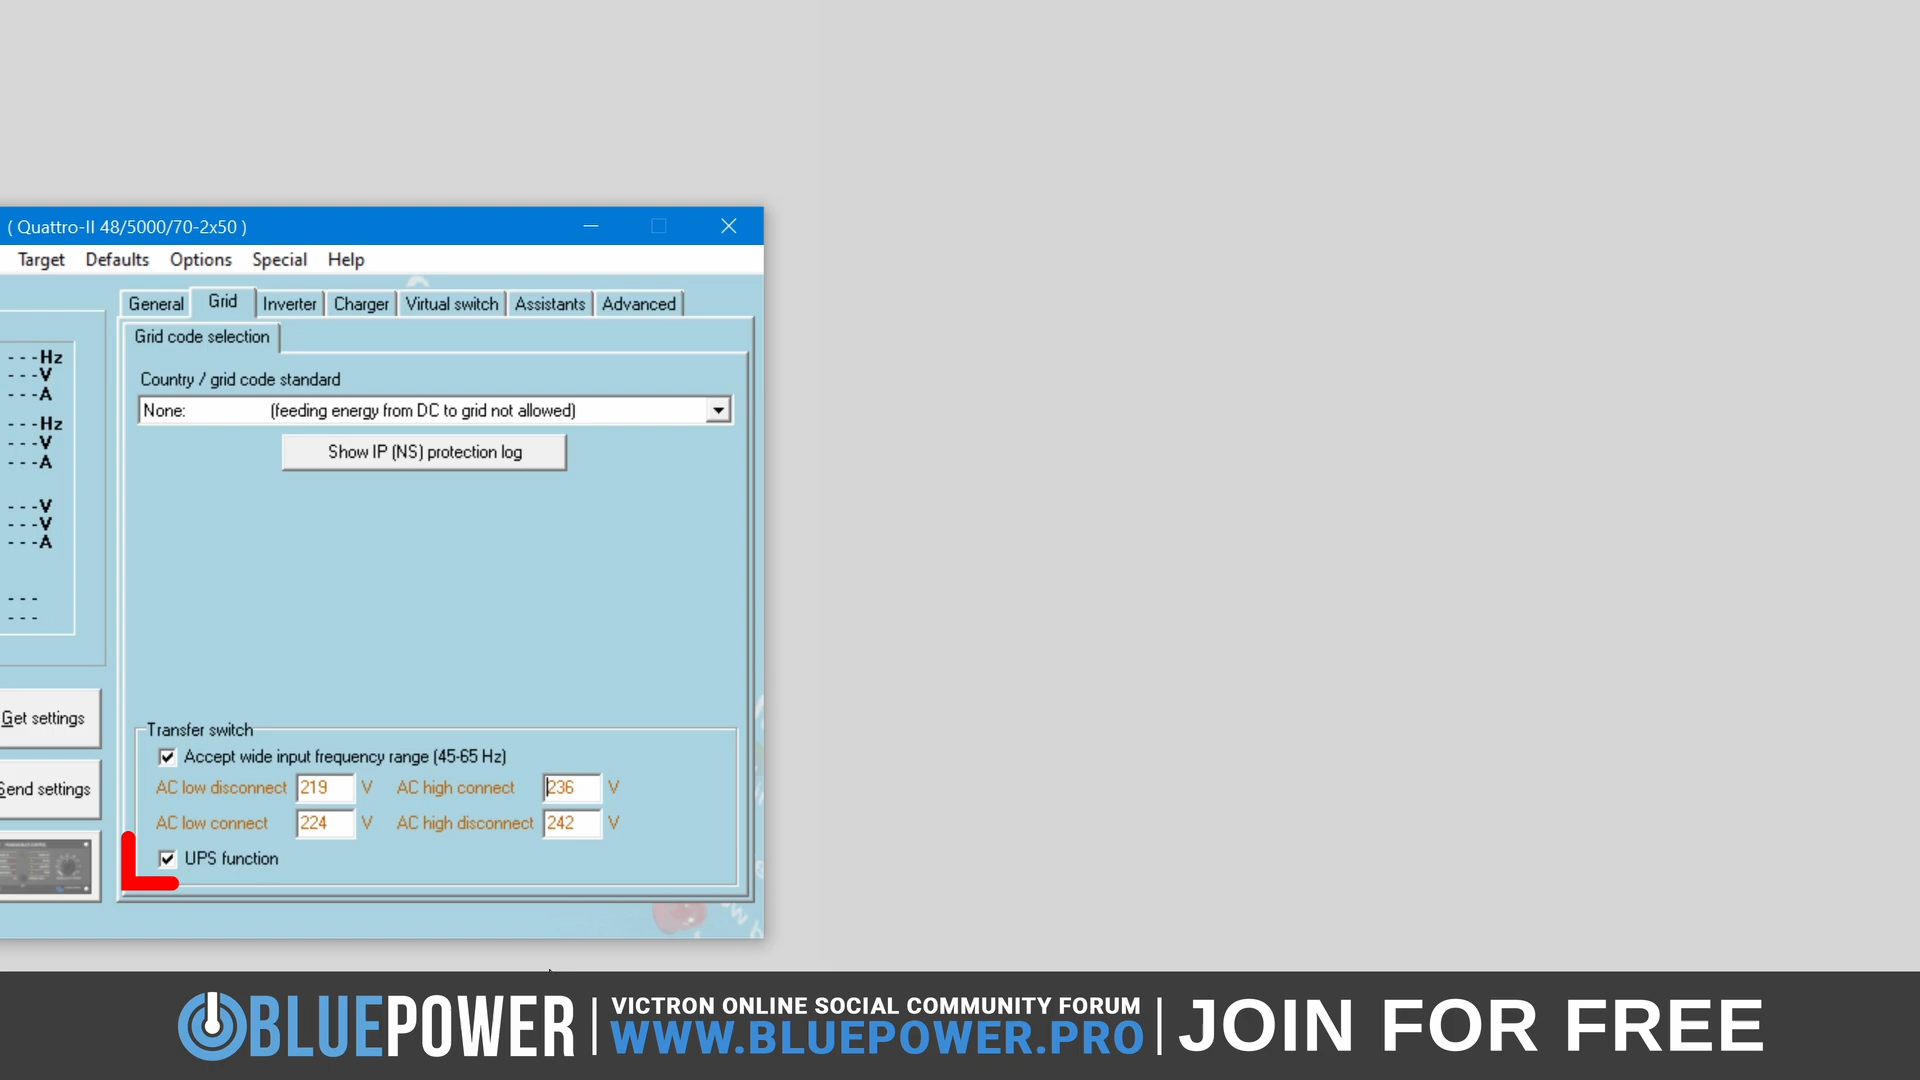 ( Quattro-II 48/5000/70-2x50 )
Target Defaults Options Special Help
General Grid Inverter Charger Virtual switch Assistants Advanced
Grid code selection
Country / grid code standard
None: (feeding energy from DC to grid not allowed)
Show IP (NS) protection log
---Hz
---V
---A
---Hz
---V
---A
---V
---V
---A
---
---
Get settings
Send settings
Transfer switch
Accept wide input frequency range (45-65 Hz)
AC low disconnect 219 V AC high connect 236 V
AC low connect 224 V AC high disconnect 242 V
UPS function
BLUEPOWER
VICTRON ONLINE SOCIAL COMMUNITY FORUM
WWW.BLUEPOWER.PRO
JOIN FOR FREE